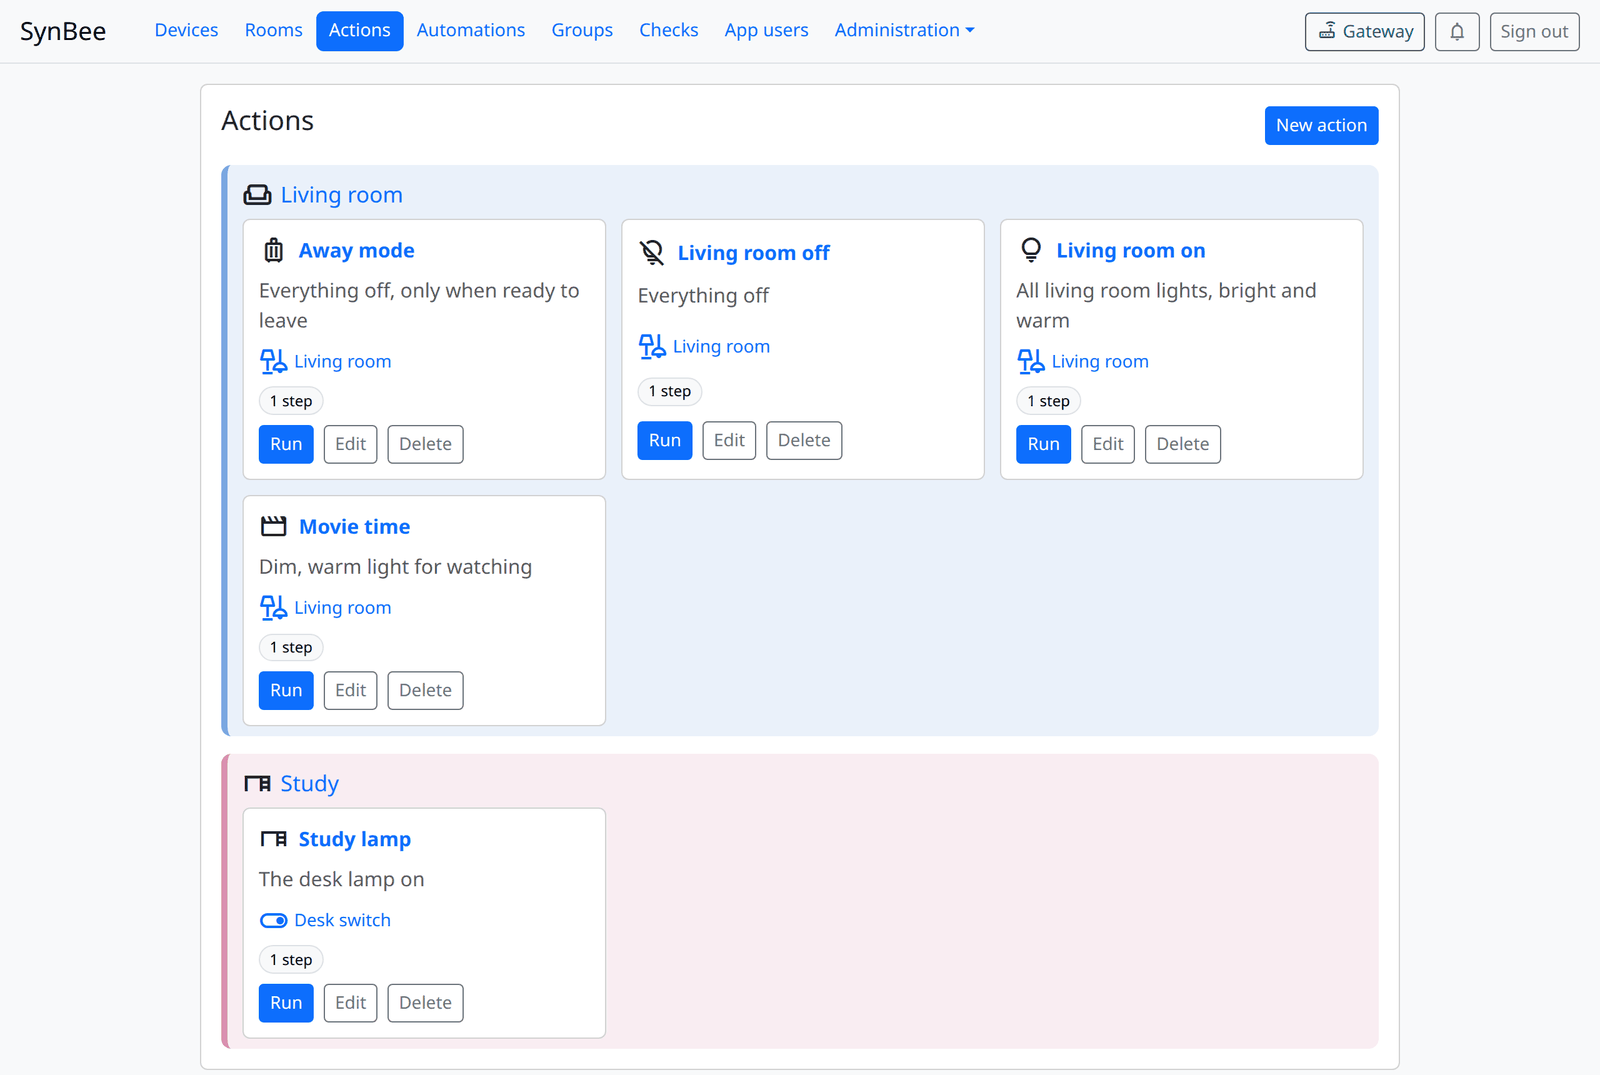 SynBee
Devices
Rooms
Actions
Automations
Groups
Checks
App users
Administration
Gateway
Sign out
Actions
New action
Living room
Away mode
Everything off, only when ready to
leave
Living room
1 step
Run
Edit
Delete
Living room off
Everything off
Living room
1 step
Run
Edit
Delete
Living room on
All living room lights, bright and
warm
Living room
1 step
Run
Edit
Delete
Movie time
Dim, warm light for watching
Living room
1 step
Run
Edit
Delete
Study
Study lamp
The desk lamp on
Desk switch
1 step
Run
Edit
Delete